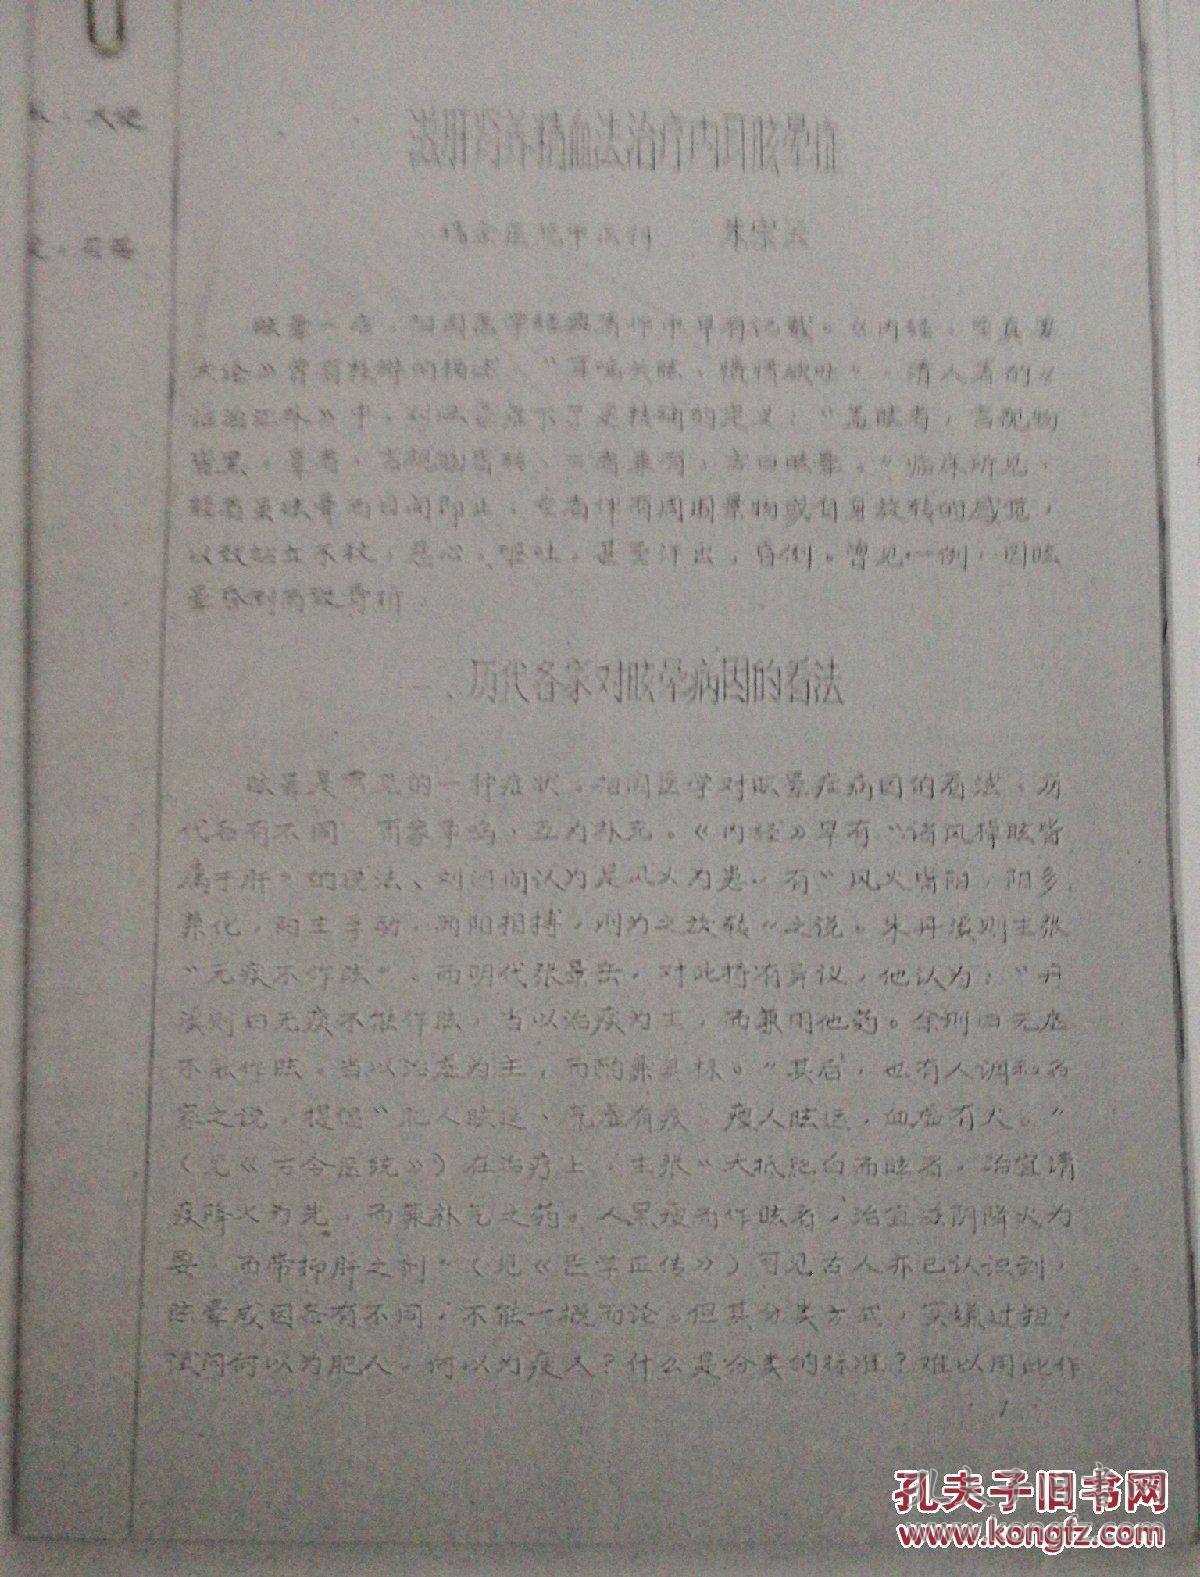 滋肝肾养精血法治疗内耳眩晕症
医院中医科 朱宗
眩晕一症，祖国医学经典著作中早有记载。《内经·至真要
大论》曾有 的描述，“耳鸣头眩，愦愦欲吐”，清人著的《
证治汇补》中，对眩晕症下了更精确的定义：“盖眩者，言视物
皆黑，晕者，言视物皆转，二者兼有，方曰眩晕。”临床所见，
轻者 眩晕 即止，重者伴有周围景物或自身旋转的感觉，
以致站立不稳，恶心、呕吐，甚至汗出，昏倒。曾见一例，因眩
晕昏倒而致骨折。
一、历代各家对眩晕病因的看法
眩晕是常见的一种症状，祖国医学对眩晕症病因的看法，历
代各有不同 百家争鸣，互为补充。《内经》早有“诸风掉眩皆
属于肝”的说法、刘河间认为是风火为患，有“风火皆阳，阳多
兼化，阳主乎动，两阳相搏，则为之旋转”之说。朱丹溪则主张
“无痰不作眩”、而明代张景岳，对此持有异议，他认为：“丹
溪则曰无痰不能作眩，当以治痰为主，而兼用他药。余则曰无虚
不能作眩。当以治虚为主，而酌兼其标。”其后，也有人调和各
家之说，提倡“肥人眩运、气虚有痰，瘦人眩运，血虚有火。”
（见《古今医统》）在治疗上，主张“大抵肥白而眩者，治宜清
痰降火为先，而兼补气之药，人黑瘦而作眩者，治宜滋阴降火为
要，而带抑肝之剂”（见《医学正传》）可见古人亦已认识到，
眩晕成因各有不同，不能一概而论。但其分类方式，实嫌过粗，
试问何以为肥人，何以为瘦人？什么是分类的标准？难以用此作
1
孔夫子旧书网
www.kongfz.com